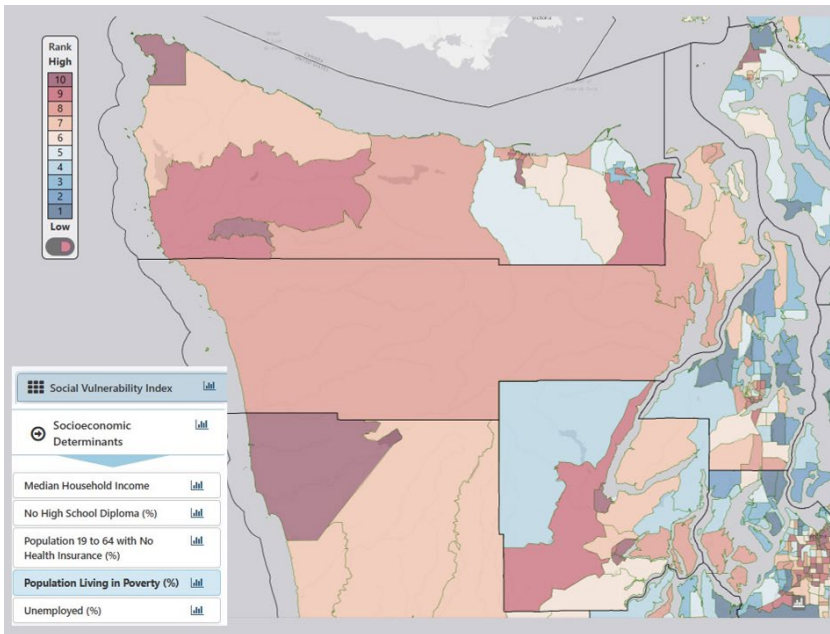 Victoria
Rank
High
10
9
8
7
6
5
4
3
2
1
Low
Social Vulnerability Index
Socioeconomic
Determinants
Median Household Income
No High School Diploma (%)
Population 19 to 64 with No
Health Insurance (%)
Population Living in Poverty (%)
Unemployed (%)